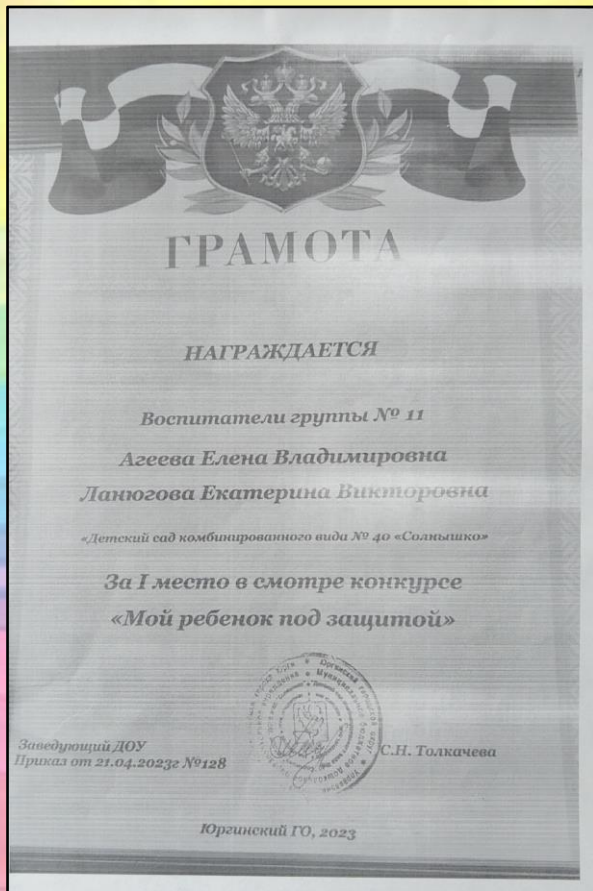 ГРАМОТА
НАГРАЖДАЕТСЯ
Воспитатели группы № 11
Агеева Елена Владимировна
Ланюгова Екатерина Викторовна
«Детский сад комбинированного вида № 40 «Солнышко»
За I место в смотре конкурсе
«Мой ребенок под защитой»
Заведующий ДОУ
Приказ от 21.04.2023г №128
С.Н. Толкачева
Юргинский ГО, 2023